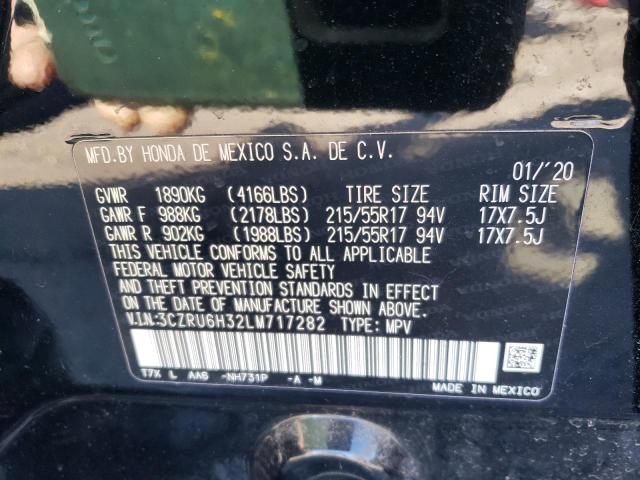 MFD.BY HONDA DE MEXICO S.A. DE C.V.
01/'20
GVWR 1890KG (4166LBS) TIRE SIZE RIM SIZE
GAWR F 988KG (2178LBS) 215/55R17 94V 17X7.5J
GAWR R 902KG (1988LBS) 215/55R17 94V 17X7.5J
THIS VEHICLE CONFORMS TO ALL APPLICABLE
FEDERAL MOTOR VEHICLE SAFETY
AND THEFT PREVENTION STANDARDS IN EFFECT
ON THE DATE OF MANUFACTURE SHOWN ABOVE.
V.I.N:3CZRU6H32LM717282 TYPE: MPV
T7X L AA6 -NH731P -A -M
MADE IN MEXICO